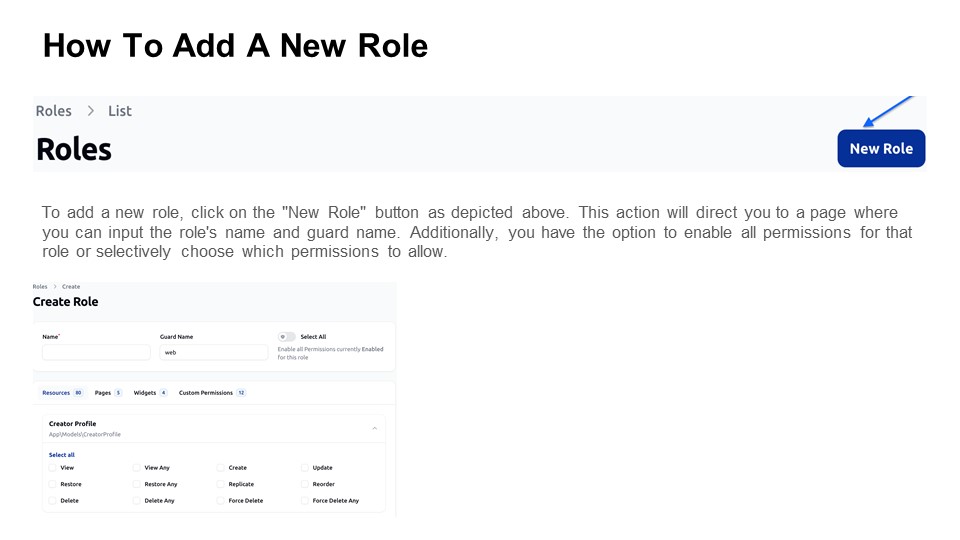 How To Add A New Role
Roles > List
Roles
New Role
To add a new role, click on the "New Role" button as depicted above. This action will direct you to a page where
you can input the role's name and guard name. Additionally, you have the option to enable all permissions for that
role or selectively choose which permissions to allow.
Roles > Create
Create Role
Name* Guard Name Select All
web
Enable all Permissions currently Enabled
for this role
Resources 80 Pages 5 Widgets 4 Custom Permissions 12
Creator Profile
App\Models\CreatorProfile
Select all
View View Any Create Update
Restore Restore Any Replicate Reorder
Delete Delete Any Force Delete Force Delete Any